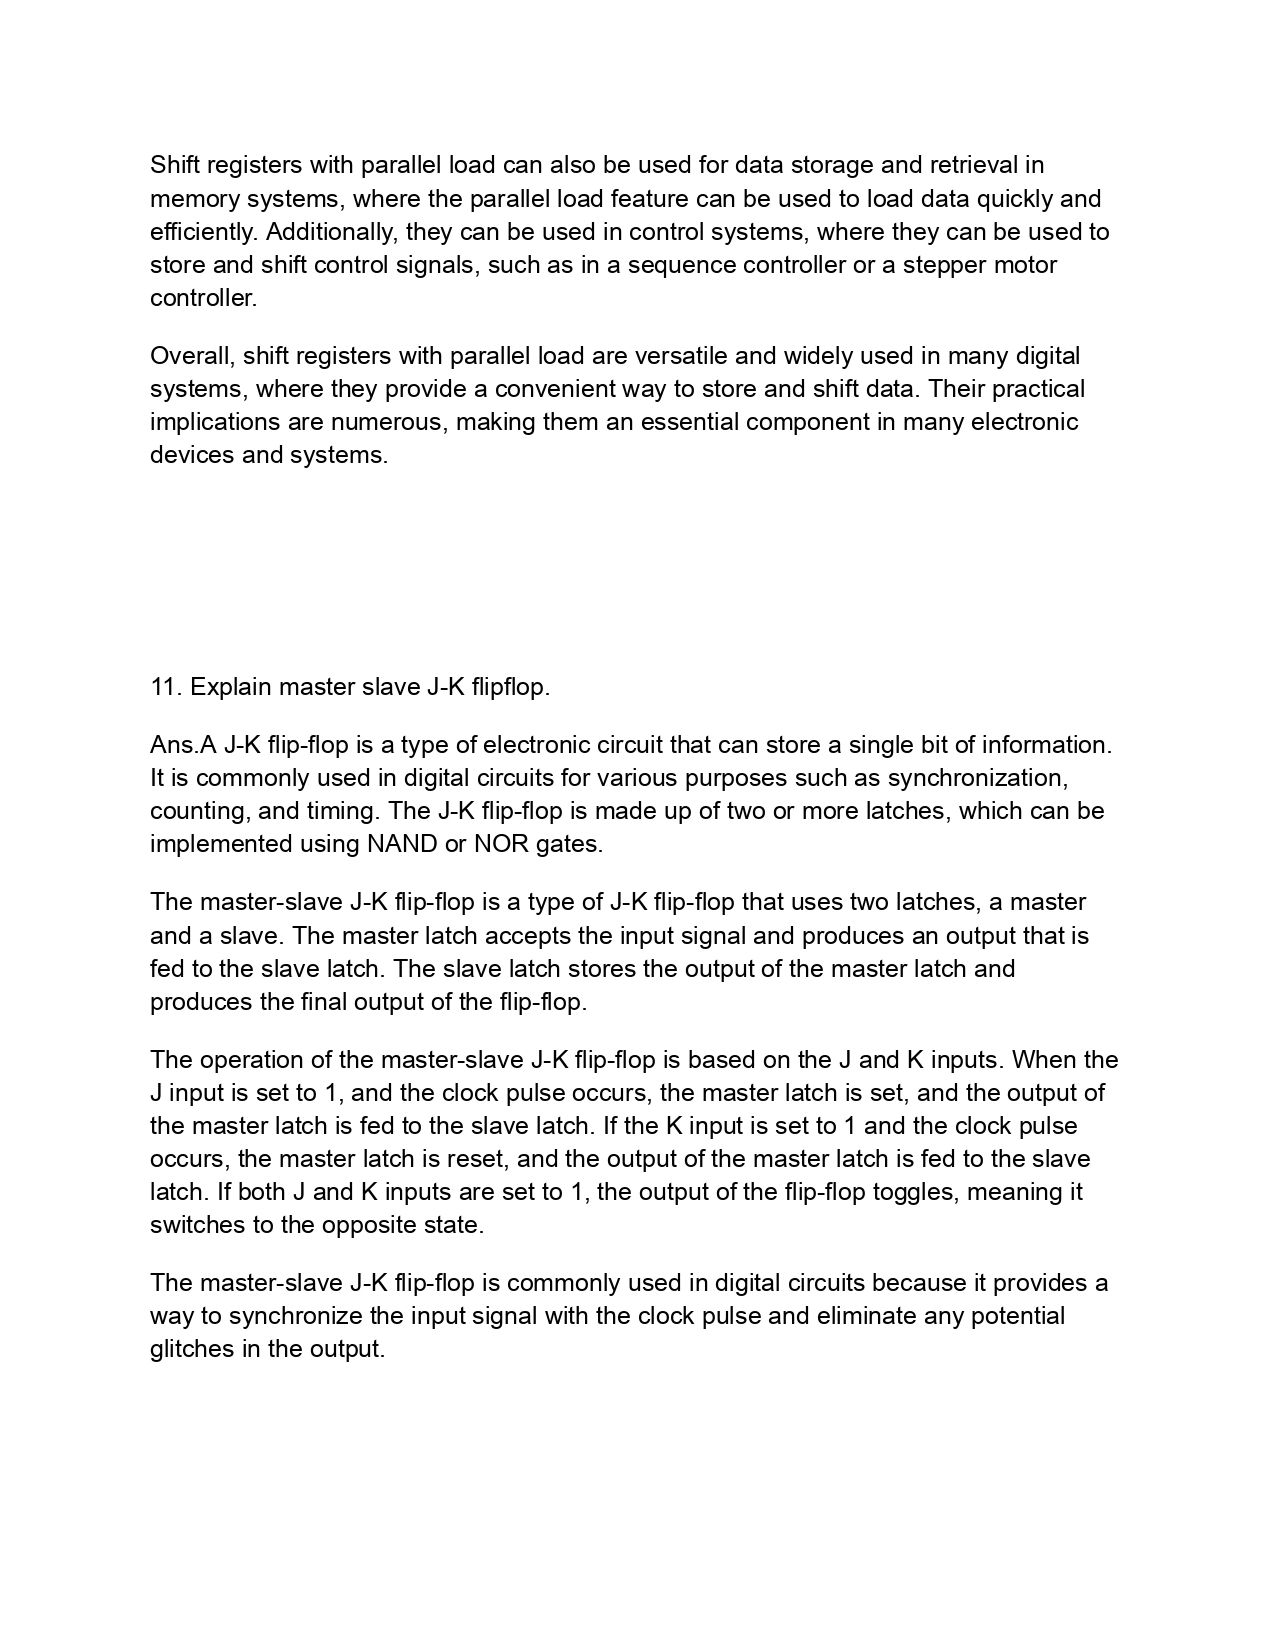 Shift registers with parallel load can also be used for data storage and retrieval in
memory systems, where the parallel load feature can be used to load data quickly and
efficiently. Additionally, they can be used in control systems, where they can be used to
store and shift control signals, such as in a sequence controller or a stepper motor
controller.
Overall, shift registers with parallel load are versatile and widely used in many digital
systems, where they provide a convenient way to store and shift data. Their practical
implications are numerous, making them an essential component in many electronic
devices and systems.
11. Explain master slave J-K flipflop.
Ans.A J-K flip-flop is a type of electronic circuit that can store a single bit of information.
It is commonly used in digital circuits for various purposes such as synchronization,
counting, and timing. The J-K flip-flop is made up of two or more latches, which can be
implemented using NAND or NOR gates.
The master-slave J-K flip-flop is a type of J-K flip-flop that uses two latches, a master
and a slave. The master latch accepts the input signal and produces an output that is
fed to the slave latch. The slave latch stores the output of the master latch and
produces the final output of the flip-flop.
The operation of the master-slave J-K flip-flop is based on the J and K inputs. When the
J input is set to 1, and the clock pulse occurs, the master latch is set, and the output of
the master latch is fed to the slave latch. If the K input is set to 1 and the clock pulse
occurs, the master latch is reset, and the output of the master latch is fed to the slave
latch. If both J and K inputs are set to 1, the output of the flip-flop toggles, meaning it
switches to the opposite state.
The master-slave J-K flip-flop is commonly used in digital circuits because it provides a
way to synchronize the input signal with the clock pulse and eliminate any potential
glitches in the output.